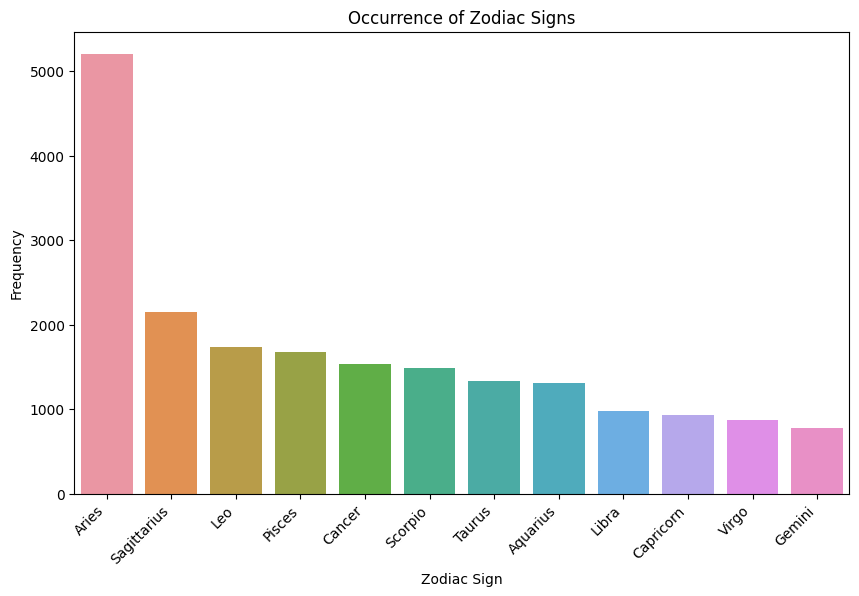 Occurrence of Zodiac Signs
Frequency
5000
4000
3000
2000
1000
0
Aries
Sagittarius
Leo
Pisces
Cancer
Scorpio
Taurus
Aquarius
Libra
Capricorn
Virgo
Gemini
Zodiac Sign